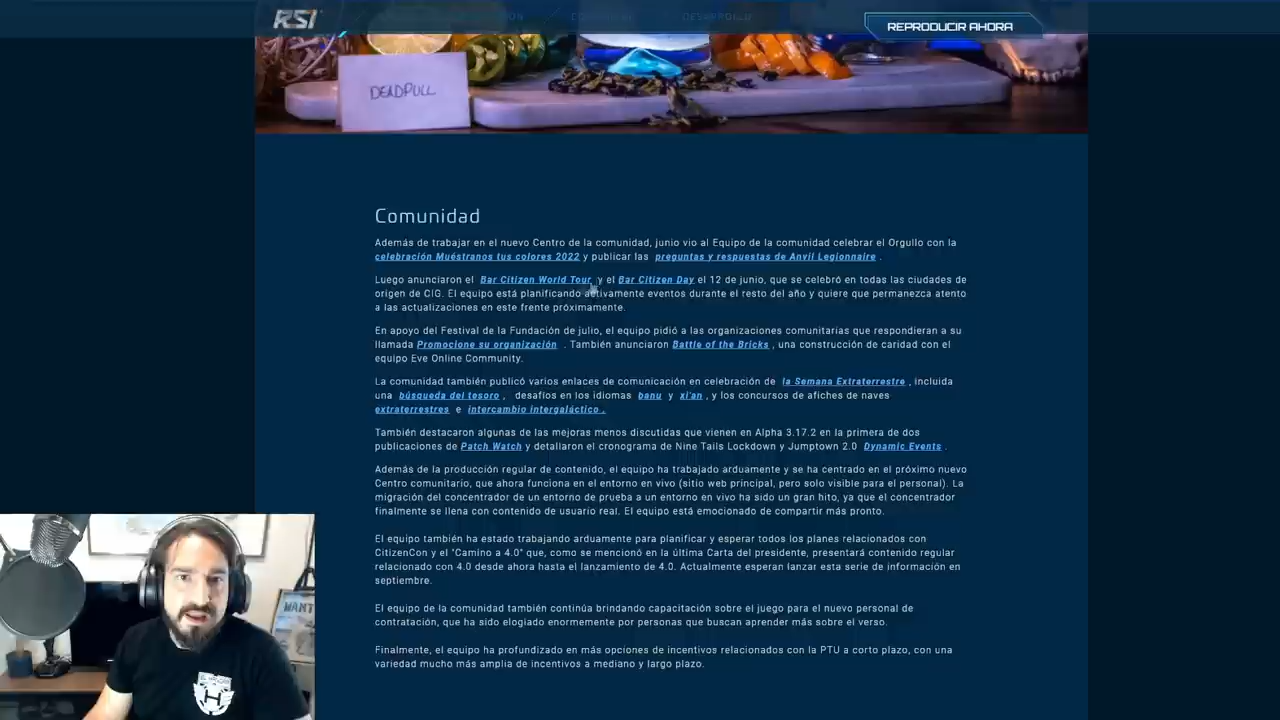 RSI
REPRODUCIR AHORA
DEADPULL
Comunidad
Además de trabajar en el nuevo Centro de la comunidad, junio vio al Equipo de la comunidad celebrar el Orgullo con la
celebración Muéstranos tus colores 2022 y publicar las preguntas y respuestas de Anvil Legionnaire .
Luego anunciaron el Bar Citizen World Tour y el Bar Citizen Day el 12 de junio, que se celebró en todas las ciudades de
origen de CIG. El equipo está planificando activamente eventos durante el resto del año y quiere que permanezca atento
a las actualizaciones en este frente próximamente.
En apoyo del Festival de la Fundación de julio, el equipo pidió a las organizaciones comunitarias que respondieran a su
llamada Promocione su organización . También anunciaron Battle of the Bricks , una construcción de caridad con el
equipo Eve Online Community.
La comunidad también publicó varios enlaces de comunicación en celebración de la Semana Extraterrestre , incluida
una búsqueda del tesoro , desafíos en los idiomas banu y xi'an , y los concursos de afiches de naves
extraterrestres e intercambio intergaláctico .
También destacaron algunas de las mejoras menos discutidas que vienen en Alpha 3.17.2 en la primera de dos
publicaciones de Patch Watch y detallaron el cronograma de Nine Tails Lockdown y Jumptown 2.0 Dynamic Events .
Además de la producción regular de contenido, el equipo ha trabajado arduamente y se ha centrado en el próximo nuevo
Centro comunitario, que ahora funciona en el entorno en vivo (sitio web principal, pero solo visible para el personal). La
migración del concentrador de un entorno de prueba a un entorno en vivo ha sido un gran hito, ya que el concentrador
finalmente se llena con contenido de usuario real. El equipo está emocionado de compartir más pronto.
El equipo también ha estado trabajando arduamente para planificar y esperar todos los planes relacionados con
CitizenCon y el "Camino a 4.0" que, como se mencionó en la última Carta del presidente, presentará contenido regular
relacionado con 4.0 desde ahora hasta el lanzamiento de 4.0. Actualmente esperan lanzar esta serie de información en
septiembre.
El equipo de la comunidad también continúa brindando capacitación sobre el juego para el nuevo personal de
contratación, que ha sido elogiado enormemente por personas que buscan aprender más sobre el verso.
Finalmente, el equipo ha profundizado en más opciones de incentivos relacionados con la PTU a corto plazo, con una
variedad mucho más amplia de incentivos a mediano y largo plazo.
WANT
H